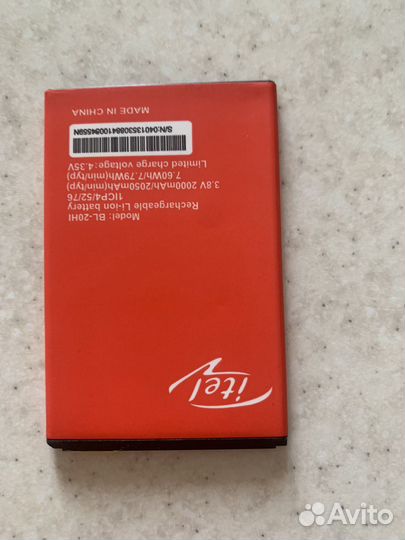 itel
Model: BL-20HI
Rechargeable Li-ion battery
1ICP4/52/76
3.8V 2000mAh/2050mAh(min/typ)
7.60Wh/7.79Wh(min/typ)
Limited charge voltage:4.35V
S/N:04013530884100845S9N
MADE IN CHINA
Avito